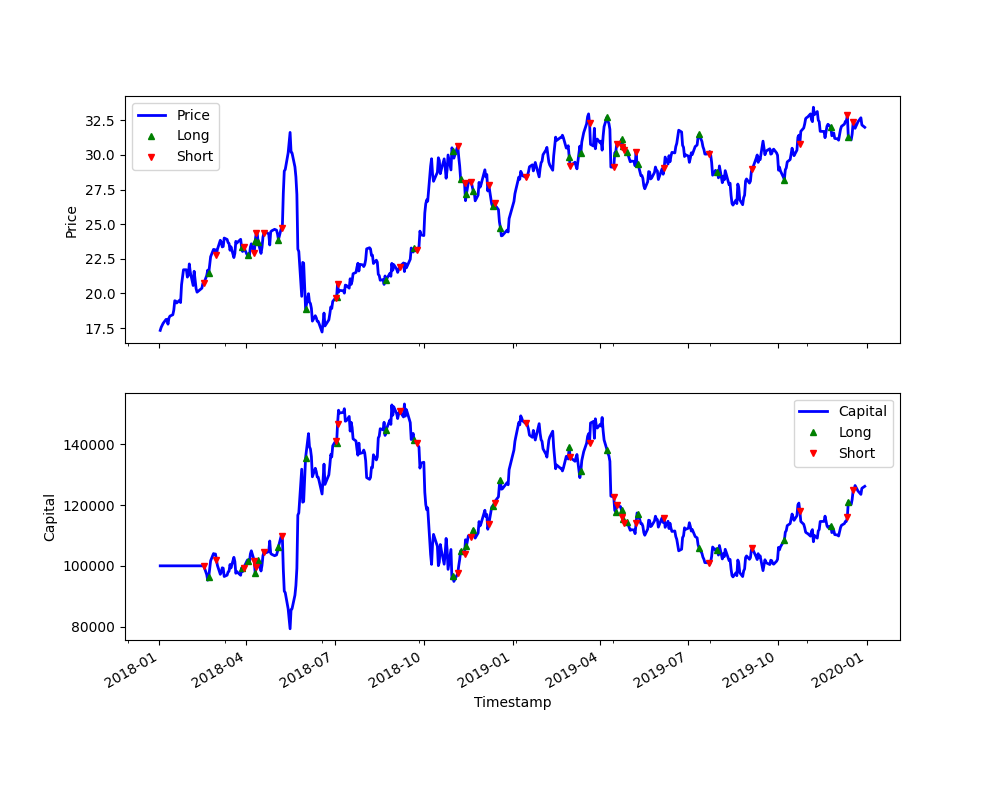 32.5
30.0
27.5
25.0
22.5
20.0
17.5
Price
Price
Long
Short
140000
120000
100000
80000
Capital
Capital
Long
Short
2018-01
2018-04
2018-07
2018-10
2019-01
2019-04
2019-07
2019-10
2020-01
Timestamp